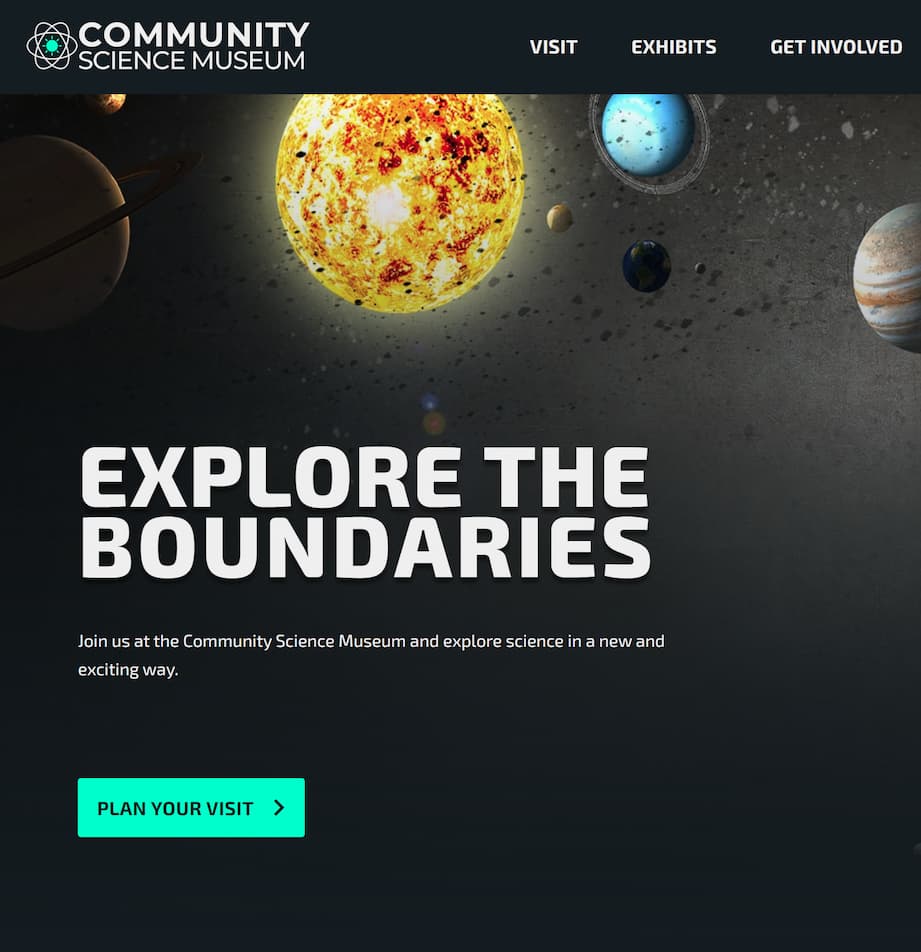 COMMUNITY
SCIENCE MUSEUM
VISIT EXHIBITS GET INVOLVED
EXPLORE THE
BOUNDARIES
Join us at the Community Science Museum and explore science in a new and
exciting way.
PLAN YOUR VISIT